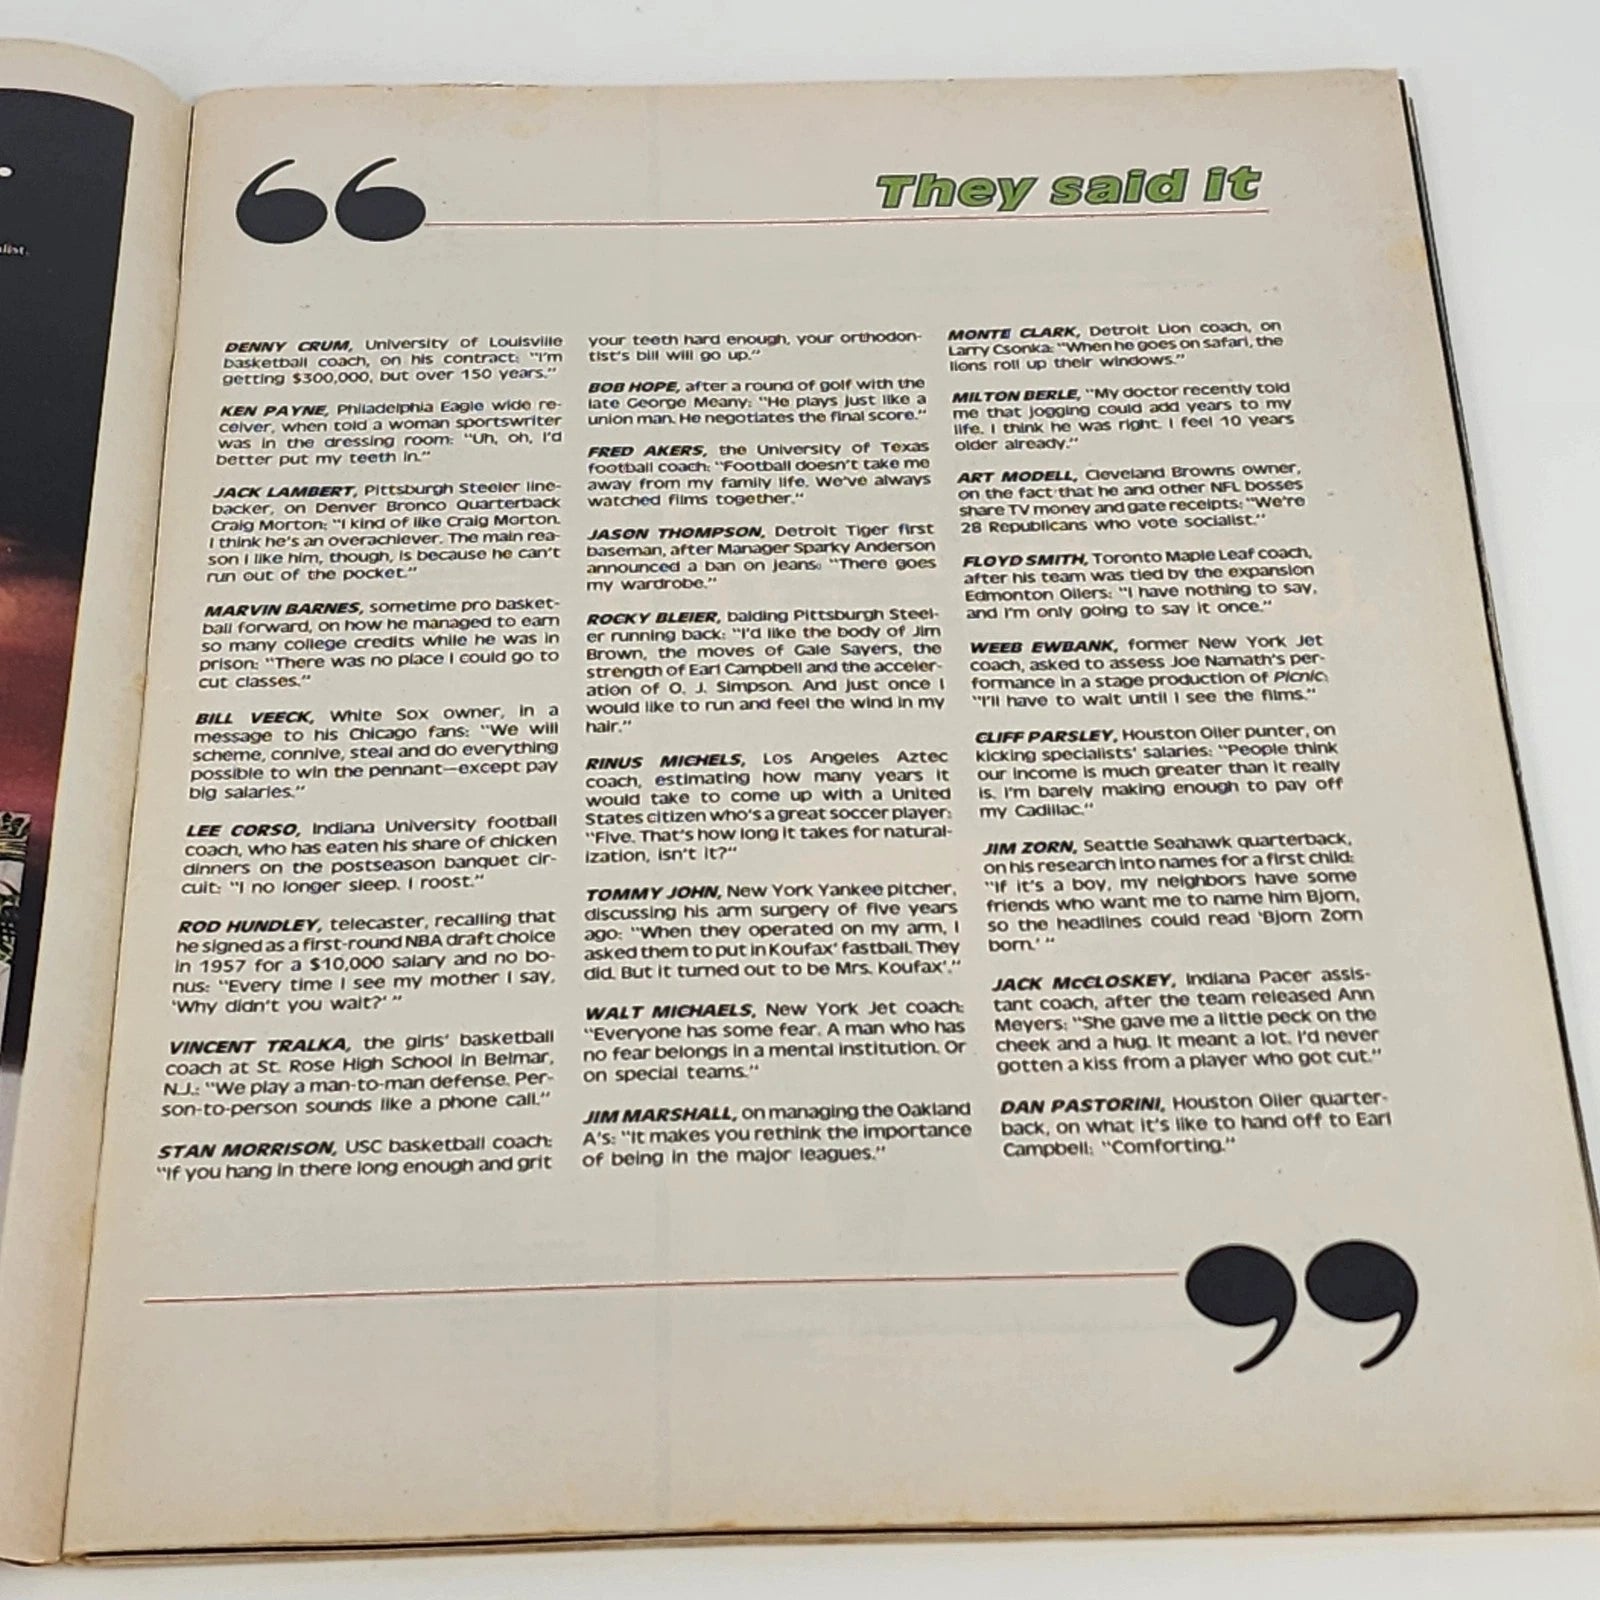 alist.
They said it
DENNY CRUM, University of Louisville
basketball coach, on his contract: "I'm
getting $300,000, but over 150 years."
KEN PAYNE, Philadelphia Eagle wide re-
ceiver, when told a woman sportswriter
was in the dressing room: "Uh, oh, I'd
better put my teeth in."
JACK LAMBERT, Pittsburgh Steeler line-
backer, on Denver Bronco Quarterback
Craig Morton: "I kind of like Craig Morton.
I think he's an overachiever. The main rea-
son I like him, though, is because he can't
run out of the pocket."
MARVIN BARNES, sometime pro basket-
ball forward, on how he managed to earn
so many college credits while he was in
prison: "There was no place I could go to
cut classes."
BILL VEECK, White Sox owner, in a
message to his Chicago fans: "We will
scheme, connive, steal and do everything
possible to win the pennant—except pay
big salaries."
LEE CORSO, Indiana University football
coach, who has eaten his share of chicken
dinners on the postseason banquet cir-
cuit: "I no longer sleep. I roost."
ROD HUNDLEY, telecaster, recalling that
he signed as a first-round NBA draft choice
in 1957 for a $10,000 salary and no bo-
nus: "Every time I see my mother I say,
'Why didn't you wait?' "
VINCENT TRALKA, the girls' basketball
coach at St. Rose High School in Belmar,
N.J.: "We play a man-to-man defense. Per-
son-to-person sounds like a phone call."
STAN MORRISON, USC basketball coach:
"If you hang in there long enough and grit
your teeth hard enough, your orthodon-
tist's bill will go up."
BOB HOPE, after a round of golf with the
late George Meany: "He plays just like a
union man. He negotiates the final score."
FRED AKERS, the University of Texas
football coach: "Football doesn't take me
away from my family life. We've always
watched films together."
JASON THOMPSON, Detroit Tiger first
baseman, after Manager Sparky Anderson
announced a ban on jeans: "There goes
my wardrobe."
ROCKY BLEIER, balding Pittsburgh Steel-
er running back: "I'd like the body of Jim
Brown, the moves of Gale Sayers, the
strength of Earl Campbell and the acceler-
ation of O. J. Simpson. And just once I
would like to run and feel the wind in my
hair."
RINUS MICHELS, Los Angeles Aztec
coach, estimating how many years it
would take to come up with a United
States citizen who's a great soccer player:
"Five. That's how long it takes for natural-
ization, isn't it?"
TOMMY JOHN, New York Yankee pitcher,
discussing his arm surgery of five years
ago: "When they operated on my arm, I
asked them to put in Koufax' fastball. They
did. But it turned out to be Mrs. Koufax'."
WALT MICHAELS, New York Jet coach:
"Everyone has some fear. A man who has
no fear belongs in a mental institution. Or
on special teams."
JIM MARSHALL, on managing the Oakland
A's: "It makes you rethink the importance
of being in the major leagues."
MONTE CLARK, Detroit Lion coach, on
Larry Csonka: "When he goes on safari, the
lions roll up their windows."
MILTON BERLE, "My doctor recently told
me that jogging could add years to my
life. I think he was right. I feel 10 years
older already."
ART MODELL, Cleveland Browns owner,
on the fact that he and other NFL bosses
share TV money and gate receipts: "We're
28 Republicans who vote socialist."
FLOYD SMITH, Toronto Maple Leaf coach,
after his team was tied by the expansion
Edmonton Oilers: "I have nothing to say,
and I'm only going to say it once."
WEEB EWBANK, former New York Jet
coach, asked to assess Joe Namath's per-
formance in a stage production of Picnic:
"I'll have to wait until I see the films."
CLIFF PARSLEY, Houston Oiler punter, on
kicking specialists' salaries: "People think
our income is much greater than it really
is. I'm barely making enough to pay off
my Cadillac."
JIM ZORN, Seattle Seahawk quarterback,
on his research into names for a first child:
"If it's a boy, my neighbors have some
friends who want me to name him Bjorn,
so the headlines could read 'Bjorn Zorn
born.' "
JACK McCLOSKEY, Indiana Pacer assis-
tant coach, after the team released Ann
Meyers: "She gave me a little peck on the
cheek and a hug. It meant a lot. I'd never
gotten a kiss from a player who got cut."
DAN PASTORINI, Houston Oiler quarter-
back, on what it's like to hand off to Earl
Campbell: "Comforting."